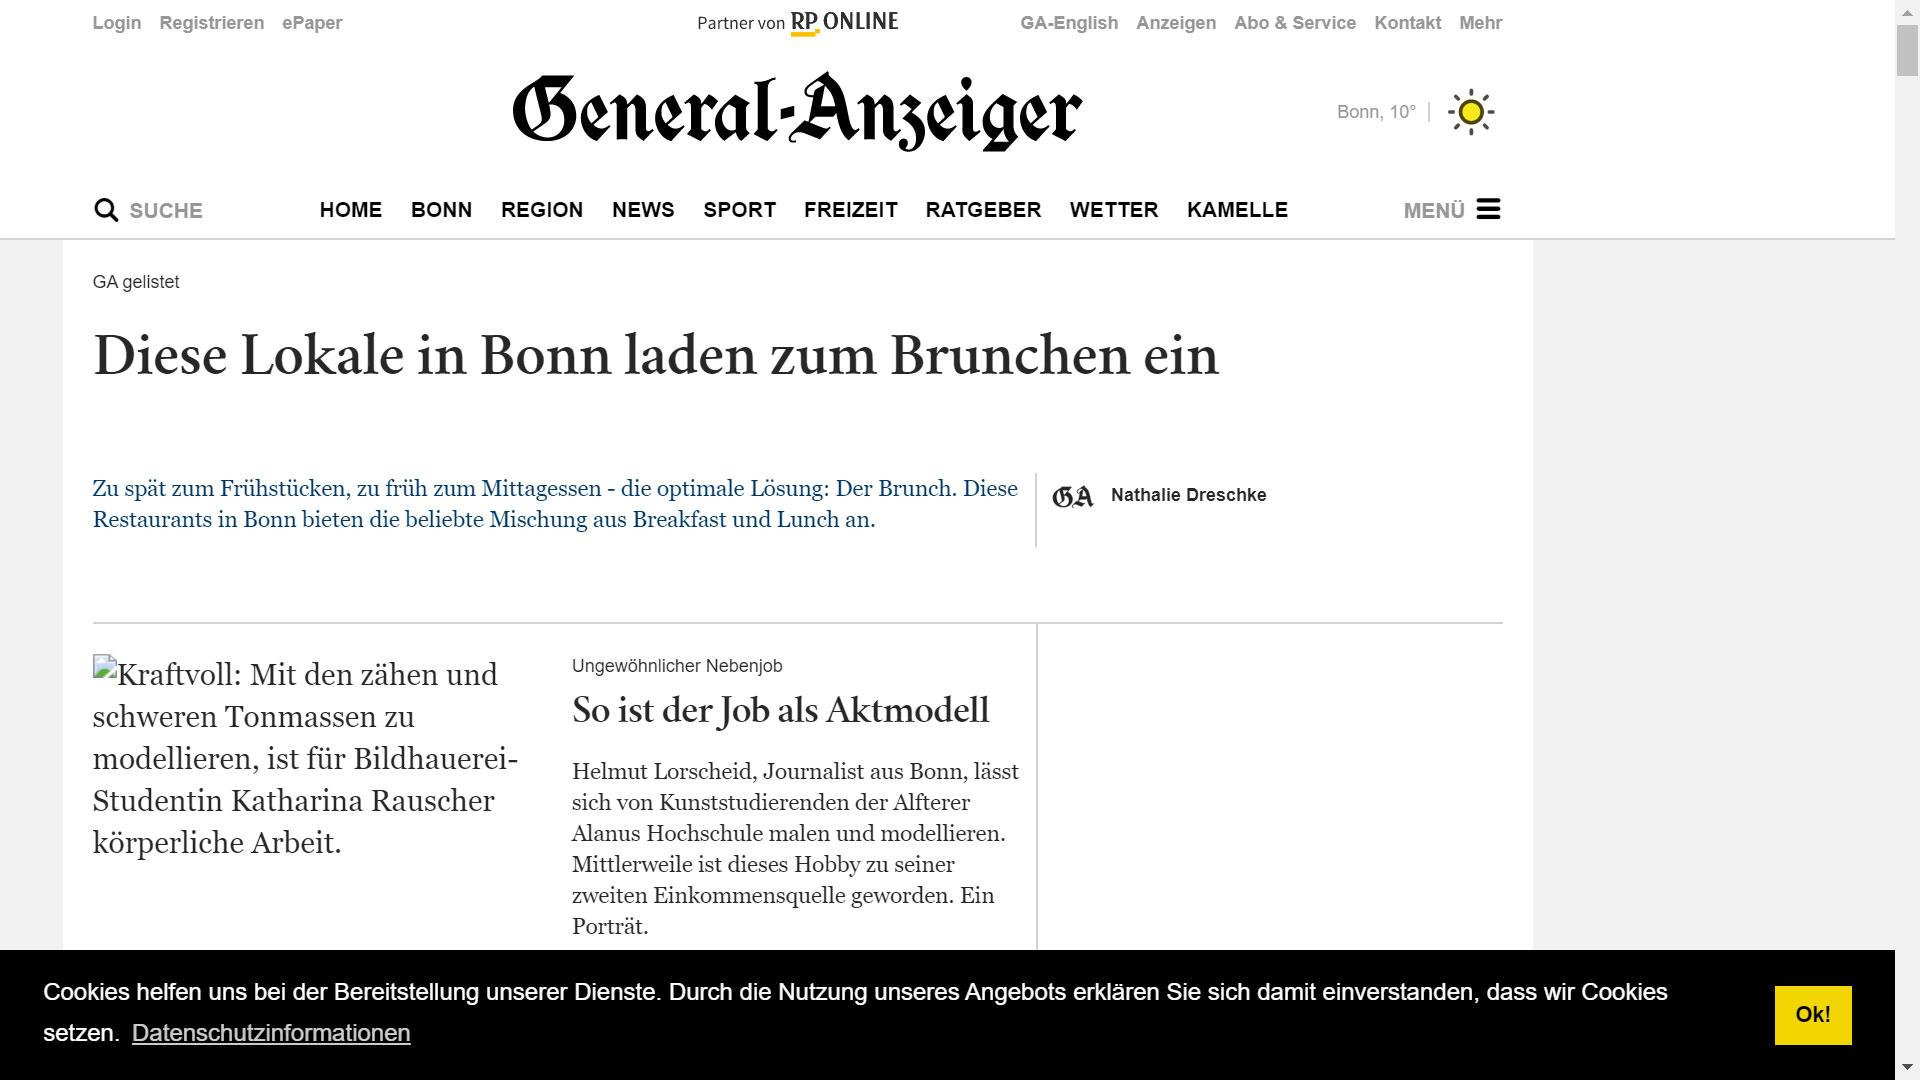 Login Registrieren ePaper Partner von RP ONLINE GA-English Anzeigen Abo & Service Kontakt Mehr
General-Anzeiger
Bonn, 10°
SUCHE HOME BONN REGION NEWS SPORT FREIZEIT RATGEBER WETTER KAMELLE MENÜ
GA gelistet
Diese Lokale in Bonn laden zum Brunchen ein
Zu spät zum Frühstücken, zu früh zum Mittagessen - die optimale Lösung: Der Brunch. Diese
Restaurants in Bonn bieten die beliebte Mischung aus Breakfast und Lunch an.
GA Nathalie Dreschke
Kraftvoll: Mit den zähen und
schweren Tonmassen zu
modellieren, ist für Bildhauerei-
Studentin Katharina Rauscher
körperliche Arbeit.
Ungewöhnlicher Nebenjob
So ist der Job als Aktmodell
Helmut Lorscheid, Journalist aus Bonn, lässt
sich von Kunststudierenden der Alfterer
Alanus Hochschule malen und modellieren.
Mittlerweile ist dieses Hobby zu seiner
zweiten Einkommensquelle geworden. Ein
Porträt.
Cookies helfen uns bei der Bereitstellung unserer Dienste. Durch die Nutzung unseres Angebots erklären Sie sich damit einverstanden, dass wir Cookies
setzen. Datenschutzinformationen
Ok!